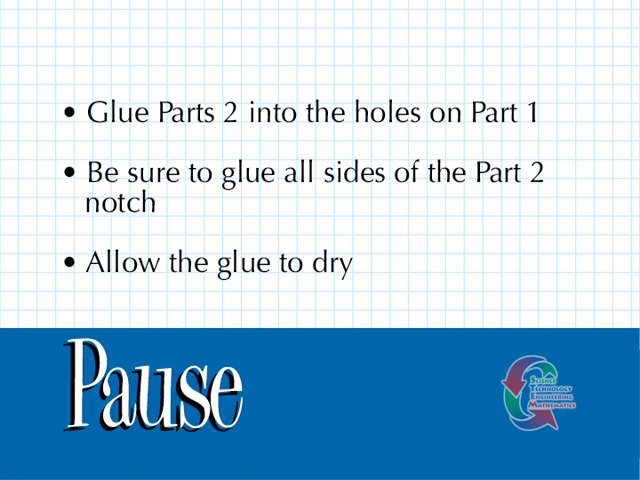 • Glue Parts 2 into the holes on Part 1
• Be sure to glue all sides of the Part 2
notch
• Allow the glue to dry
Pause
Science
Technology
Engineering
Mathematics